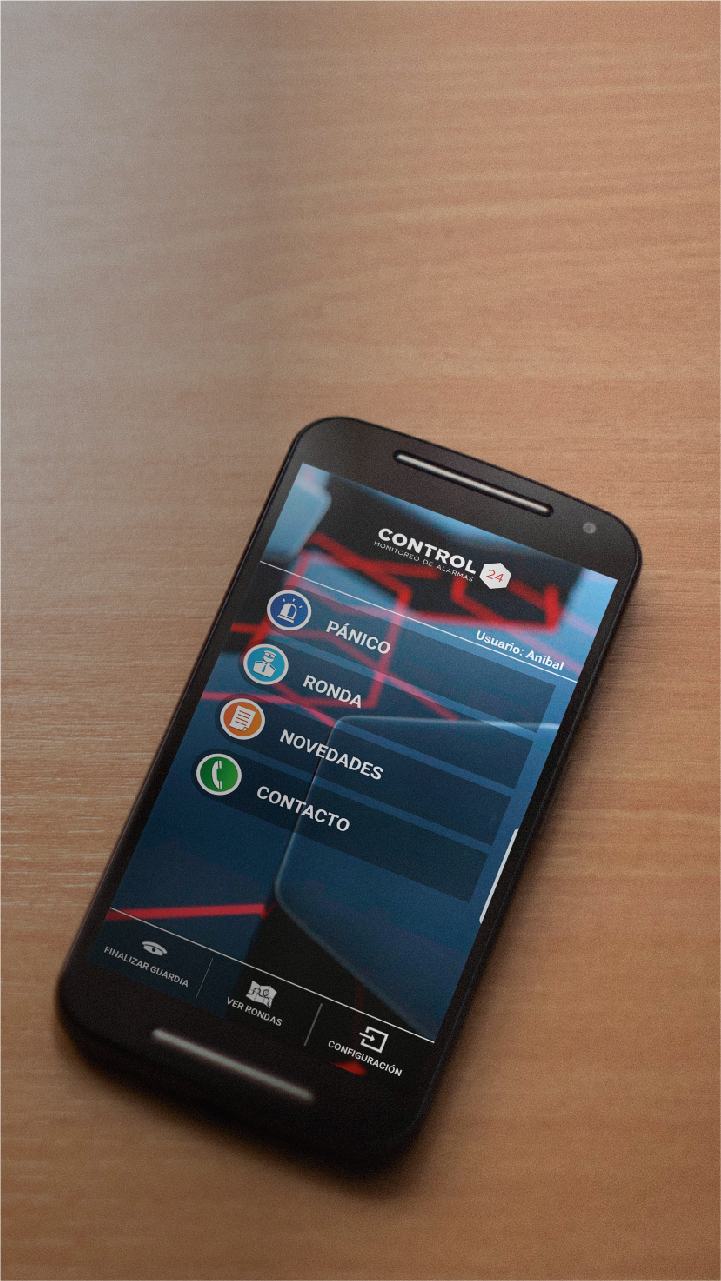 CONTROL 24
MONITOREO DE ALARMAS
Usuario: Anibal
PÁNICO
RONDA
NOVEDADES
CONTACTO
FINALIZAR GUARDIA
VER RONDAS
CONFIGURACIÓN